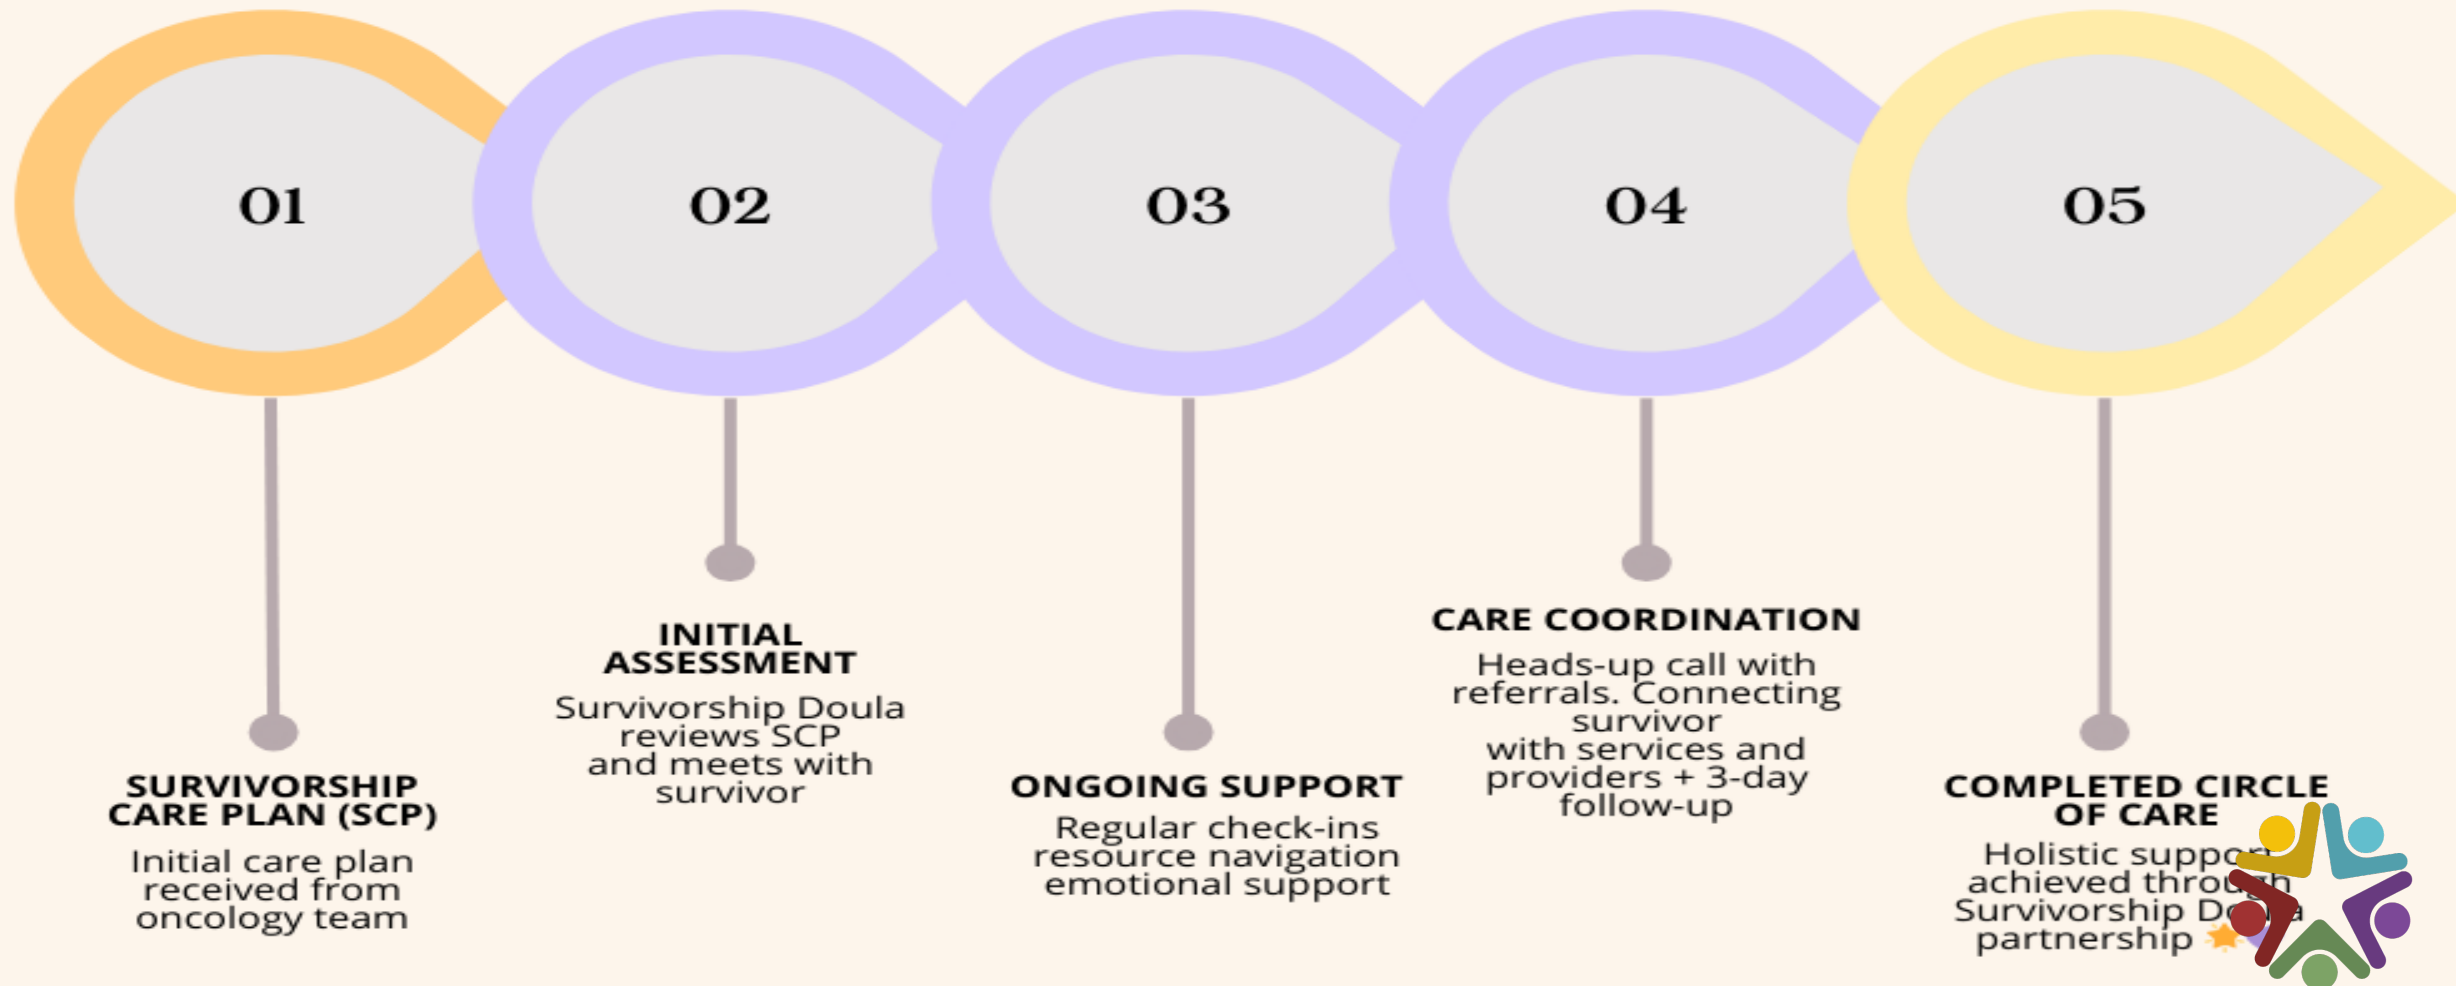 01
02
03
04
05
SURVIVORSHIP
CARE PLAN (SCP)
Initial care plan
received from
oncology team
INITIAL
ASSESSMENT
Survivorship Doula
reviews SCP
and meets with
survivor
ONGOING SUPPORT
Regular check-ins
resource navigation
emotional support
CARE COORDINATION
Heads-up call with
referrals. Connecting
survivor
with services and
providers + 3-day
follow-up
COMPLETED CIRCLE
OF CARE
Holistic support
achieved through
Survivorship Doula
partnership